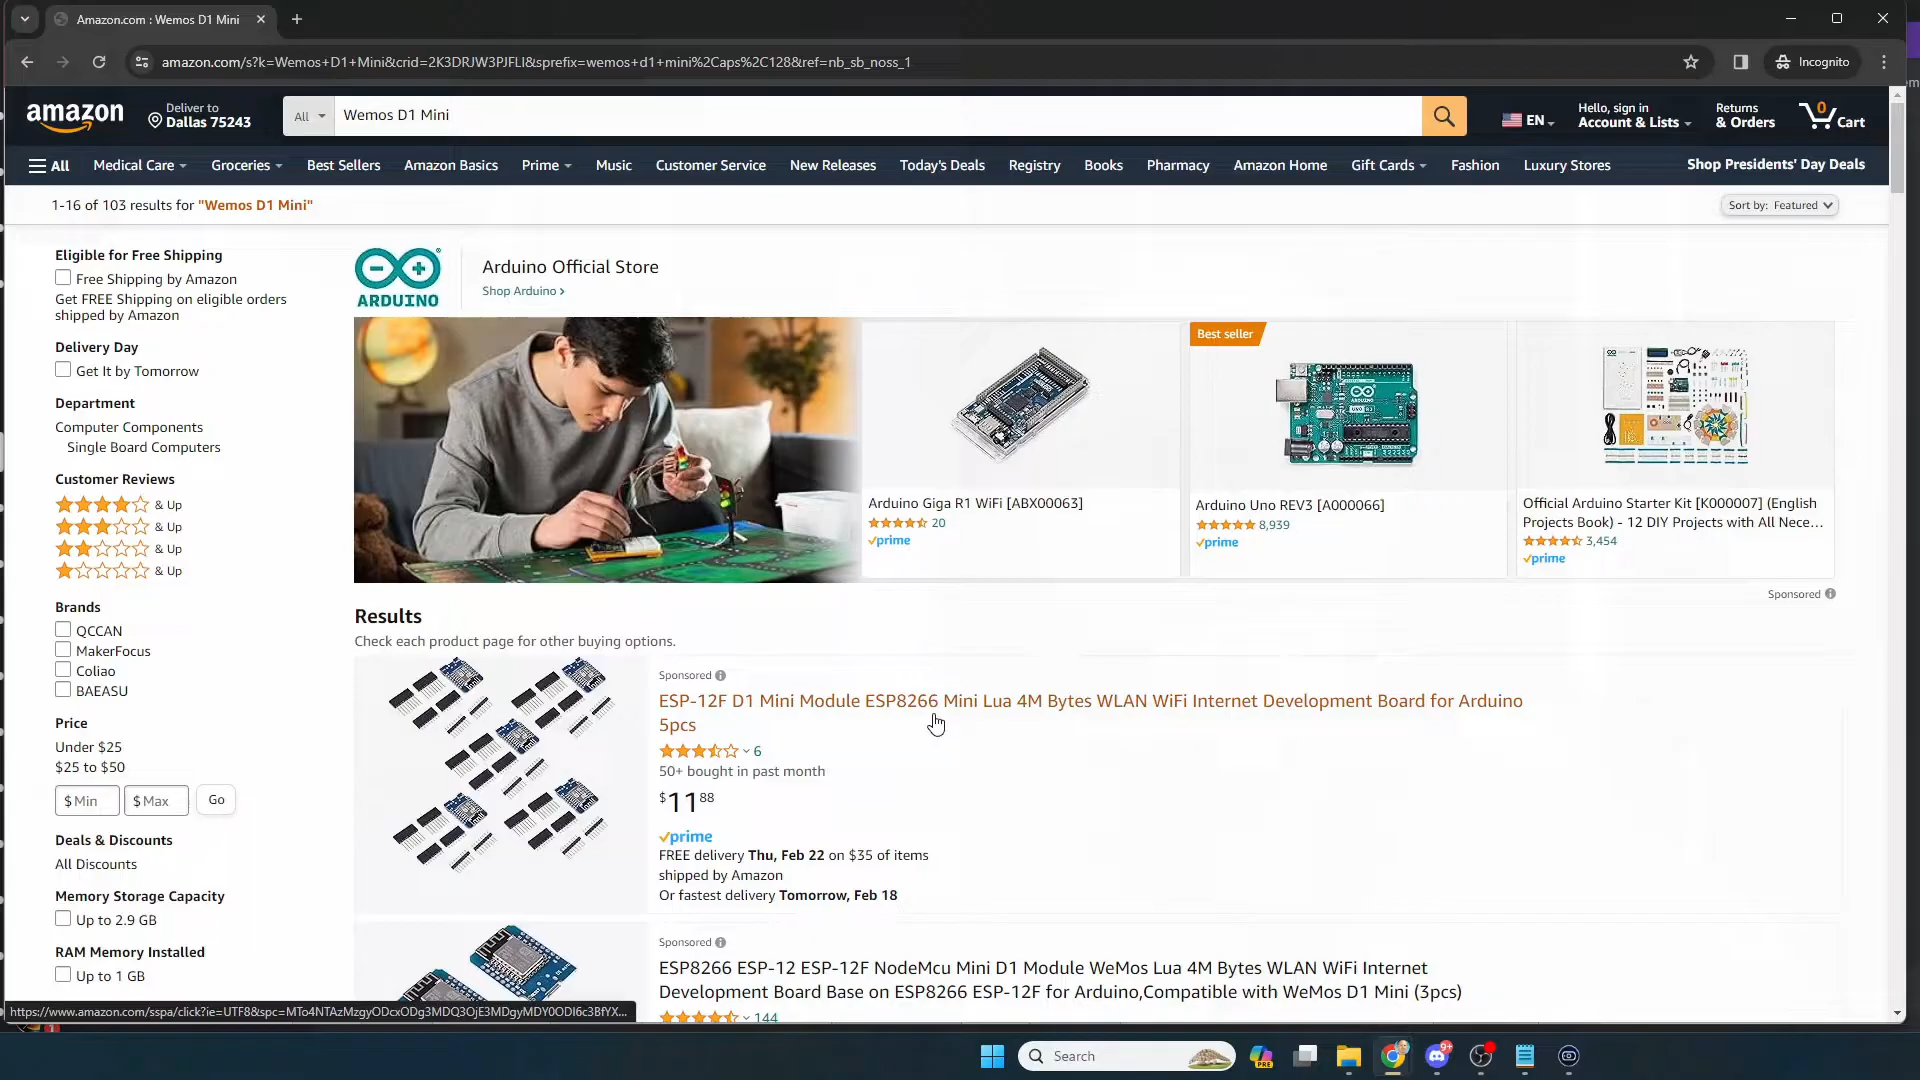 Amazon.com : Wemos D1 Mini
amazon.com/s?k=Wemos+D1+Mini&crid=2K3DRJW3PJFLI&sprefix=wemos+d1+mini%2Caps%2C128&ref=nb_sb_noss_1
Incognito
amazon
Deliver to
Dallas 75243
All
Wemos D1 Mini
EN
Hello, sign in
Account & Lists
Returns
& Orders
0
Cart
All
Medical Care
Groceries
Best Sellers
Amazon Basics
Prime
Music
Customer Service
New Releases
Today's Deals
Registry
Books
Pharmacy
Amazon Home
Gift Cards
Fashion
Luxury Stores
Shop Presidents' Day Deals
1-16 of 103 results for "Wemos D1 Mini"
Sort by: Featured
Eligible for Free Shipping
Free Shipping by Amazon
Get FREE Shipping on eligible orders
shipped by Amazon
Delivery Day
Get It by Tomorrow
Department
Computer Components
Single Board Computers
Customer Reviews
& Up
& Up
& Up
& Up
Brands
QCCAN
MakerFocus
Coliao
BAEASU
Price
Under $25
$25 to $50
$ Min
$ Max
Go
Deals & Discounts
All Discounts
Memory Storage Capacity
Up to 2.9 GB
RAM Memory Installed
Up to 1 GB
ARDUINO
Arduino Official Store
Shop Arduino ›
Arduino Giga R1 WiFi [ABX00063]
20
prime
Best seller
Arduino Uno REV3 [A000066]
8,939
prime
Official Arduino Starter Kit [K000007] (English
Projects Book) - 12 DIY Projects with All Nece…
3,454
prime
Sponsored
Results
Check each product page for other buying options.
Sponsored
ESP-12F D1 Mini Module ESP8266 Mini Lua 4M Bytes WLAN WiFi Internet Development Board for Arduino
5pcs
6
50+ bought in past month
$11 88
prime
FREE delivery Thu, Feb 22 on $35 of items
shipped by Amazon
Or fastest delivery Tomorrow, Feb 18
Sponsored
ESP8266 ESP-12 ESP-12F NodeMcu Mini D1 Module WeMos Lua 4M Bytes WLAN WiFi Internet
Development Board Base on ESP8266 ESP-12F for Arduino,Compatible with WeMos D1 Mini (3pcs)
144
Search
PRE
9+